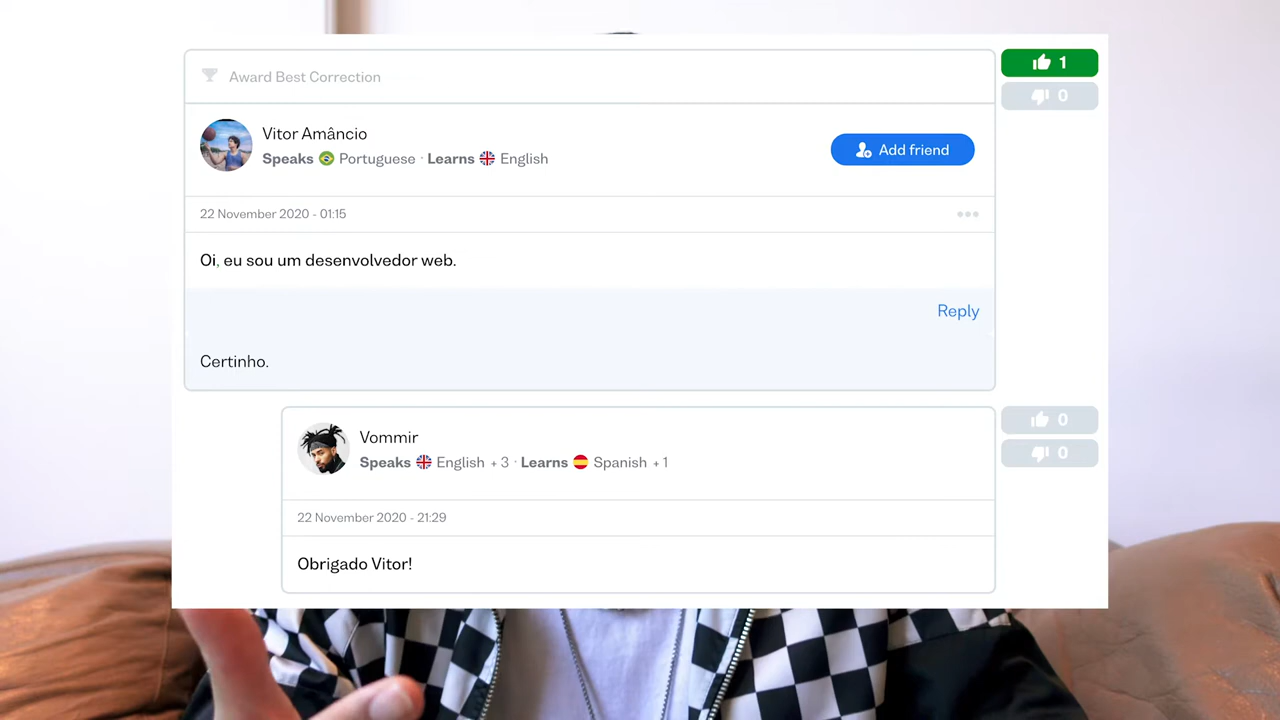 Award Best Correction
1
0
Vitor Amâncio
Speaks Portuguese · Learns English
Add friend
22 November 2020 - 01:15
Oi, eu sou um desenvolvedor web.
Reply
Certinho.
Vommir
Speaks English + 3 · Learns Spanish + 1
0
0
22 November 2020 - 21:29
Obrigado Vitor!